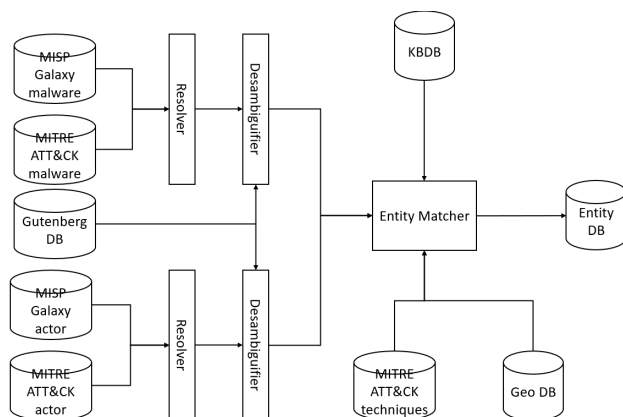 MISP
Galaxy
malware
MITRE
ATT&CK
malware
Gutenberg
DB
MISP
Galaxy
actor
MITRE
ATT&CK
actor
Resolver
Desambiguifier
Resolver
Desambiguifier
KBDB
Entity Matcher
Entity
DB
MITRE
ATT&CK
techniques
Geo DB